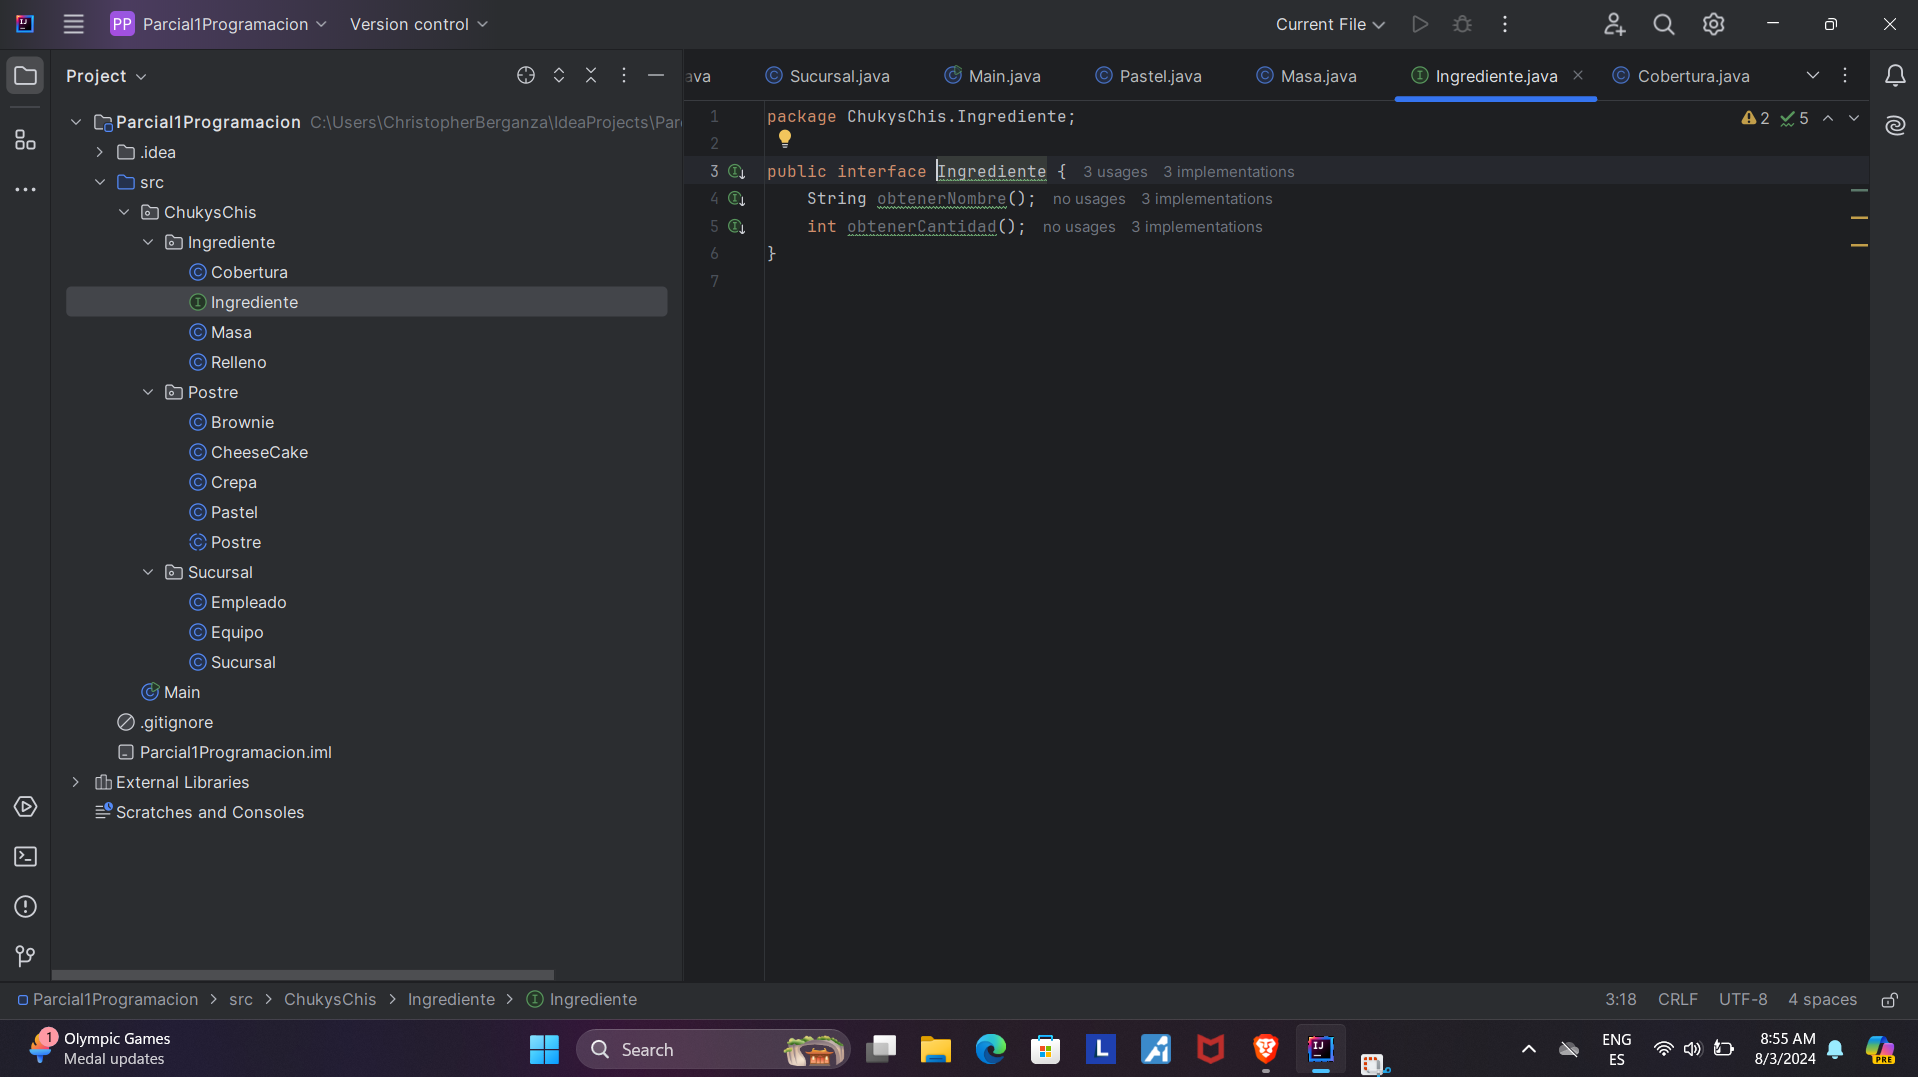 PP Parcial1Programacion Version control Current File
Project
ava Sucursal.java Main.java Pastel.java Masa.java Ingrediente.java Cobertura.java
Parcial1Programacion C:\Users\ChristopherBerganza\IdeaProjects\Par
.idea
src
ChukysChis
Ingrediente
Cobertura
Ingrediente
Masa
Relleno
Postre
Brownie
CheeseCake
Crepa
Pastel
Postre
Sucursal
Empleado
Equipo
Sucursal
Main
.gitignore
Parcial1Programacion.iml
External Libraries
Scratches and Consoles
1 package ChukysChis.Ingrediente;
2 5
2
3 public interface Ingrediente { 3 usages 3 implementations
4 String obtenerNombre(); no usages 3 implementations
5 int obtenerCantidad(); no usages 3 implementations
6 }
7
Parcial1Programacion > src > ChukysChis > Ingrediente > Ingrediente
3:18 CRLF UTF-8 4 spaces
1 Olympic Games
Medal updates
Search
ENG
ES
8:55 AM
8/3/2024
PRE